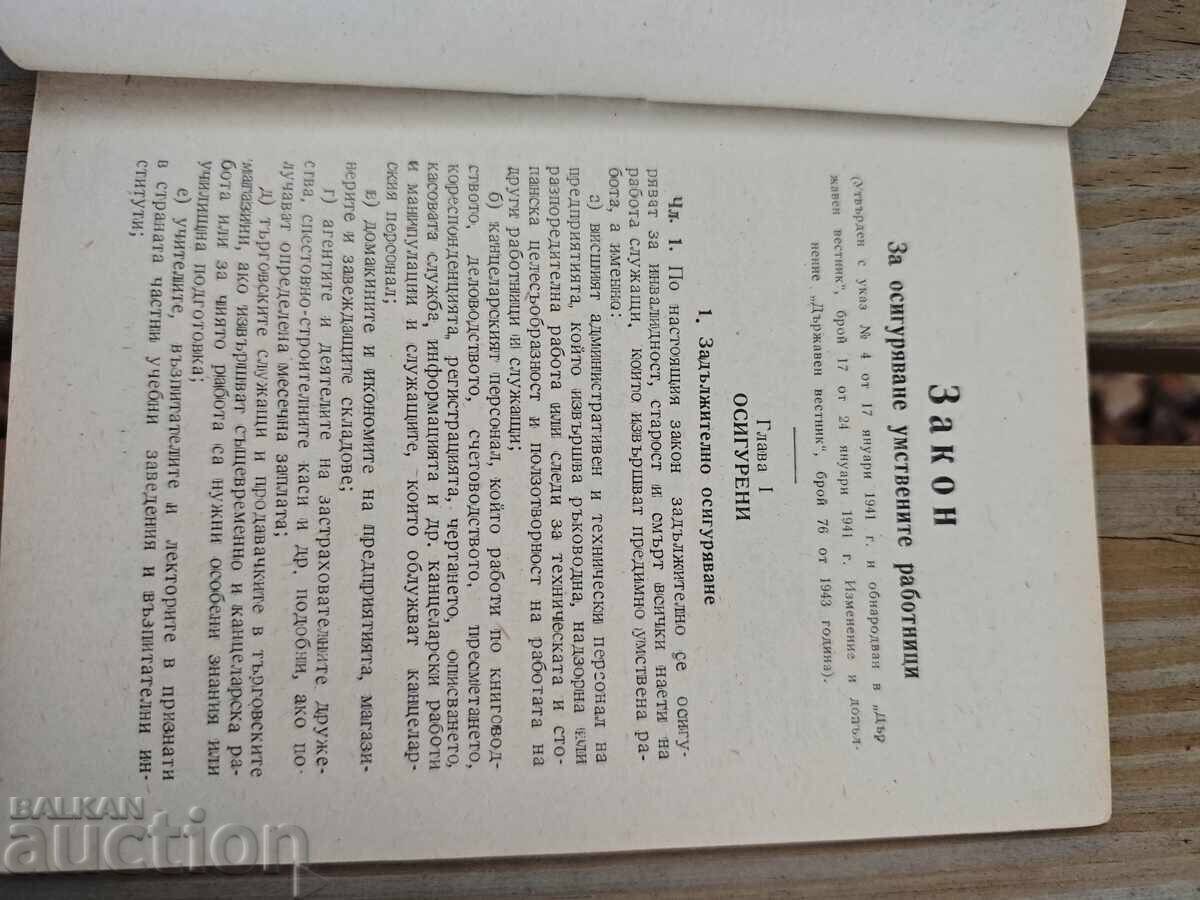 Закон
За осигуряване умствените работници
(Утвърден с указ № 4 от 17 януари 1941 г. и обнародван в „Дър
жавен вестник“, брой 17 от 24 януари 1941 г. Изменение и допъл-
нение „Държавен вестник“, брой 76 от 1943 година).
Глава I
ОСИГУРЕНИ
1. Задължително осигуряване
Чл. 1. По настоящия закон задължително се осигу-
ряват за инвалидност, старост и смърт всички наети на
работа служащи, които извършват предимно умствена ра-
бота, а именно:
а) висшият административен и технически персонал на
предприятията, който извършва ръководна, надзорна или
разпоредителна работа или следи за техническата и сто-
панска целесъобразност и ползотворност на работата на
други работници и служащи;
б) канцеларският персонал, който работи по книговод-
ството, деловодството, счетоводството, пресметането,
кореспонденцията, регистрацията, чертането, описването,
касовата служба, информацията и др. канцеларски работи
и манипулации и служащите, които облужват канцелар-
ския персонал;
в) домакините и икономите на предприятията, магази-
нерите и завеждащите складове;
г) агентите и деятелите на застрахователните друже-
ства, спестовно-строителните каси и др. подобни, ако по-
лучават определена месечна заплата;
д) търговските служащи и продавачките в търговските
магазини, ако извършват същевременно и канцеларска ра-
бота или за чиято работа са нужни особени знания или
училищна подготовка;
е) учителите, възпитателите и лекторите в признати
в страната частни учебни заведения и възпитателни ин-
ститути;
BALKAN
auction